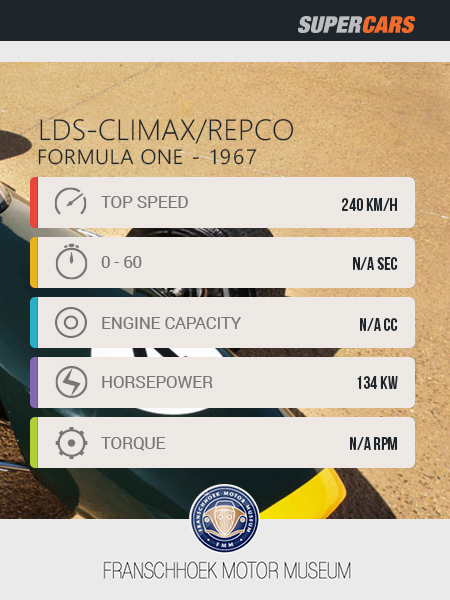 SUPERCARS
LDS-CLIMAX/REPCO
FORMULA ONE - 1967
TOP SPEED 240 KM/H
0 - 60 N/A SEC
ENGINE CAPACITY N/A CC
HORSEPOWER 134 KW
TORQUE N/A RPM
FRANSCHHOEK MOTOR MUSEUM
FMM
FRANSCHHOEK MOTOR MUSEUM